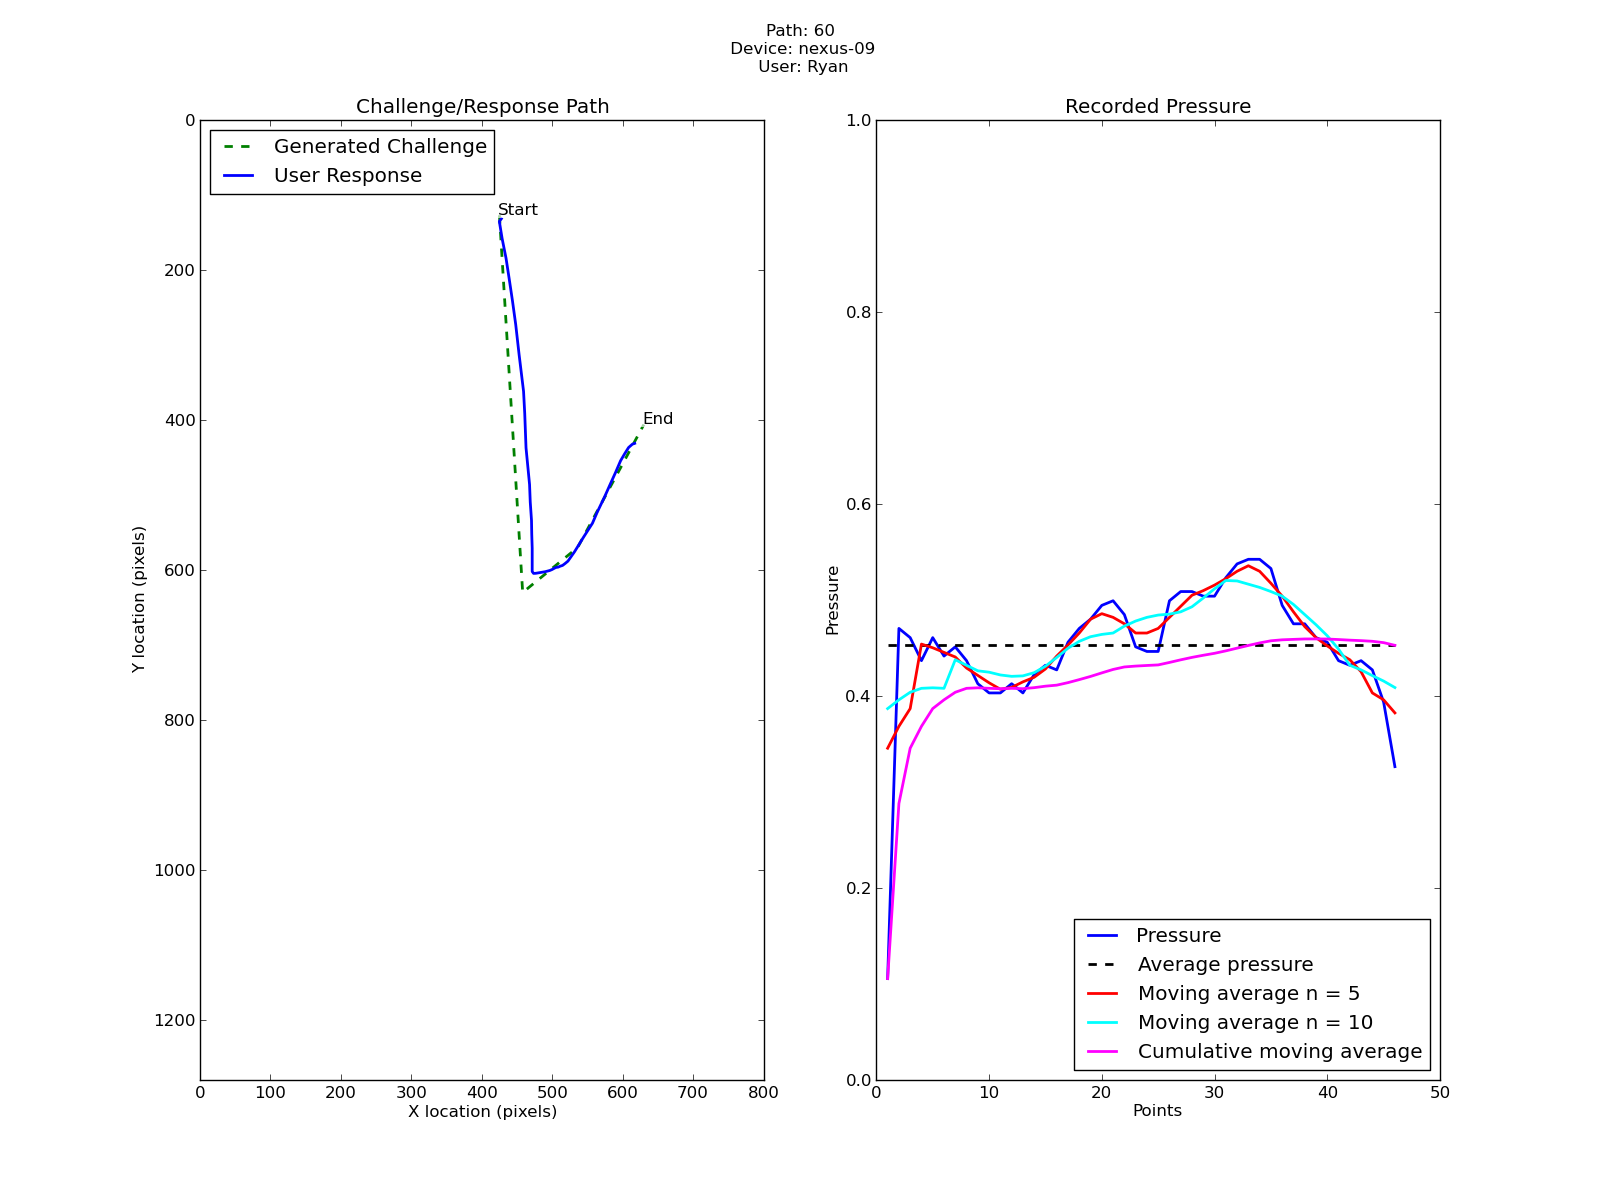 Path: 60
Device: nexus-09
User: Ryan
Challenge/Response Path
Generated Challenge
User Response
Start
End
0
200
400
600
800
1000
1200
Y location (pixels)
0 100 200 300 400 500 600 700 800
X location (pixels)
Recorded Pressure
1.0
0.8
0.6
0.4
0.2
0.0
Pressure
Pressure
Average pressure
Moving average n = 5
Moving average n = 10
Cumulative moving average
0 10 20 30 40 50
Points